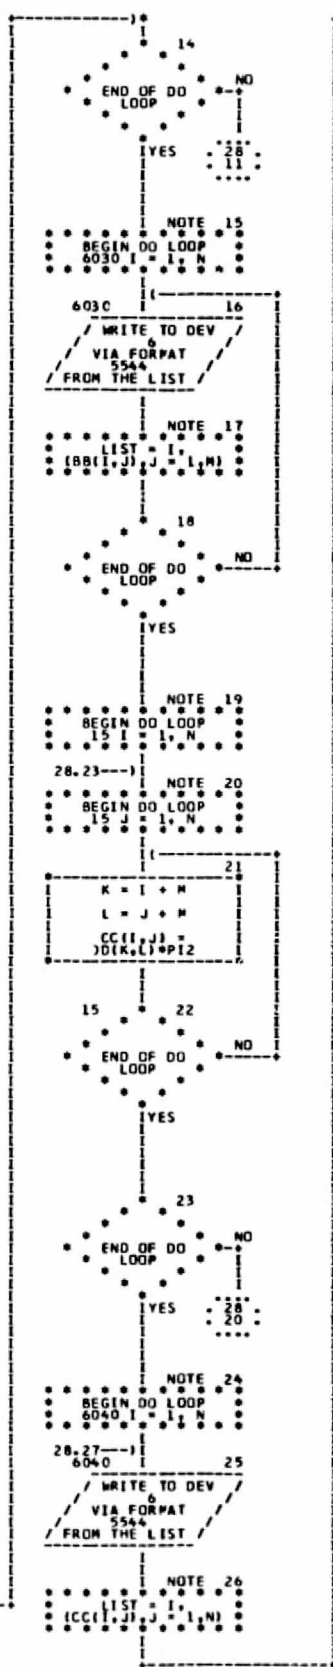 14
END OF DO
LOOP
NO
YES
28
11
NOTE 15
BEGIN DO LOOP
6030 I = 1, N
6030 16
WRITE TO DEV
6
VIA FORMAT
5544
FROM THE LIST
NOTE 17
LIST = I,
(BB(I,J),J = 1,M)
18
END OF DO
LOOP
NO
YES
NOTE 19
BEGIN DO LOOP
15 I = 1, N
28.23---)
NOTE 20
BEGIN DO LOOP
15 J = 1, N
21
K = I + M
L = J + M
CC(I,J) =
)D(K,L)*PI2
15 22
END OF DO
LOOP
NO
YES
23
END OF DO
LOOP
NO
YES
28
20
NOTE 24
BEGIN DO LOOP
6040 I = 1, N
28.27---)
6040 25
WRITE TO DEV
6
VIA FORMAT
5544
FROM THE LIST
NOTE 26
LIST = I,
(CC(I,J),J = 1,N)